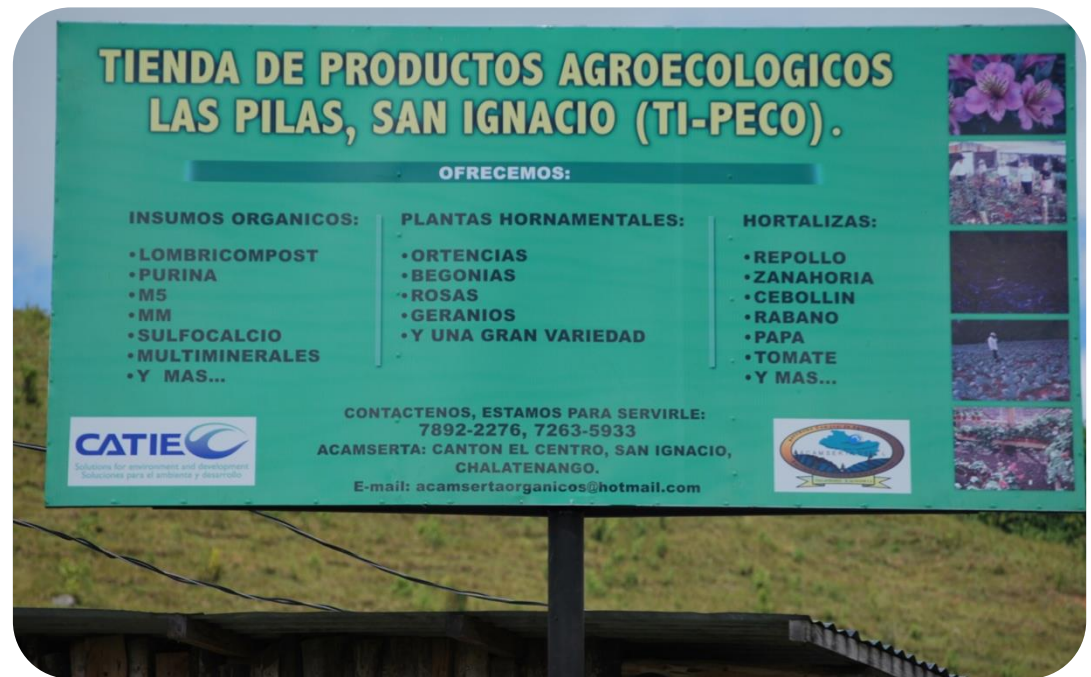 TIENDA DE PRODUCTOS AGROECOLOGICOS
LAS PILAS, SAN IGNACIO (TI-PECO).
OFRECEMOS:
INSUMOS ORGANICOS:
•LOMBRICOMPOST
•PURINA
•M5
•MM
•SULFOCALCIO
•MULTIMINERALES
•Y MAS...
PLANTAS HORNAMENTALES:
•ORTENCIAS
•BEGONIAS
•ROSAS
•GERANIOS
•Y UNA GRAN VARIEDAD
HORTALIZAS:
•REPOLLO
•ZANAHORIA
•CEBOLLIN
•RABANO
•PAPA
•TOMATE
•Y MAS...
CONTACTENOS, ESTAMOS PARA SERVIRLE:
7892-2276, 7263-5933
ACAMSERTA: CANTON EL CENTRO, SAN IGNACIO,
CHALATENANGO.
E-mail: acamsertaorganicos@hotmail.com
CATIE
Solutions for environment and development
Soluciones para el ambiente y desarrollo